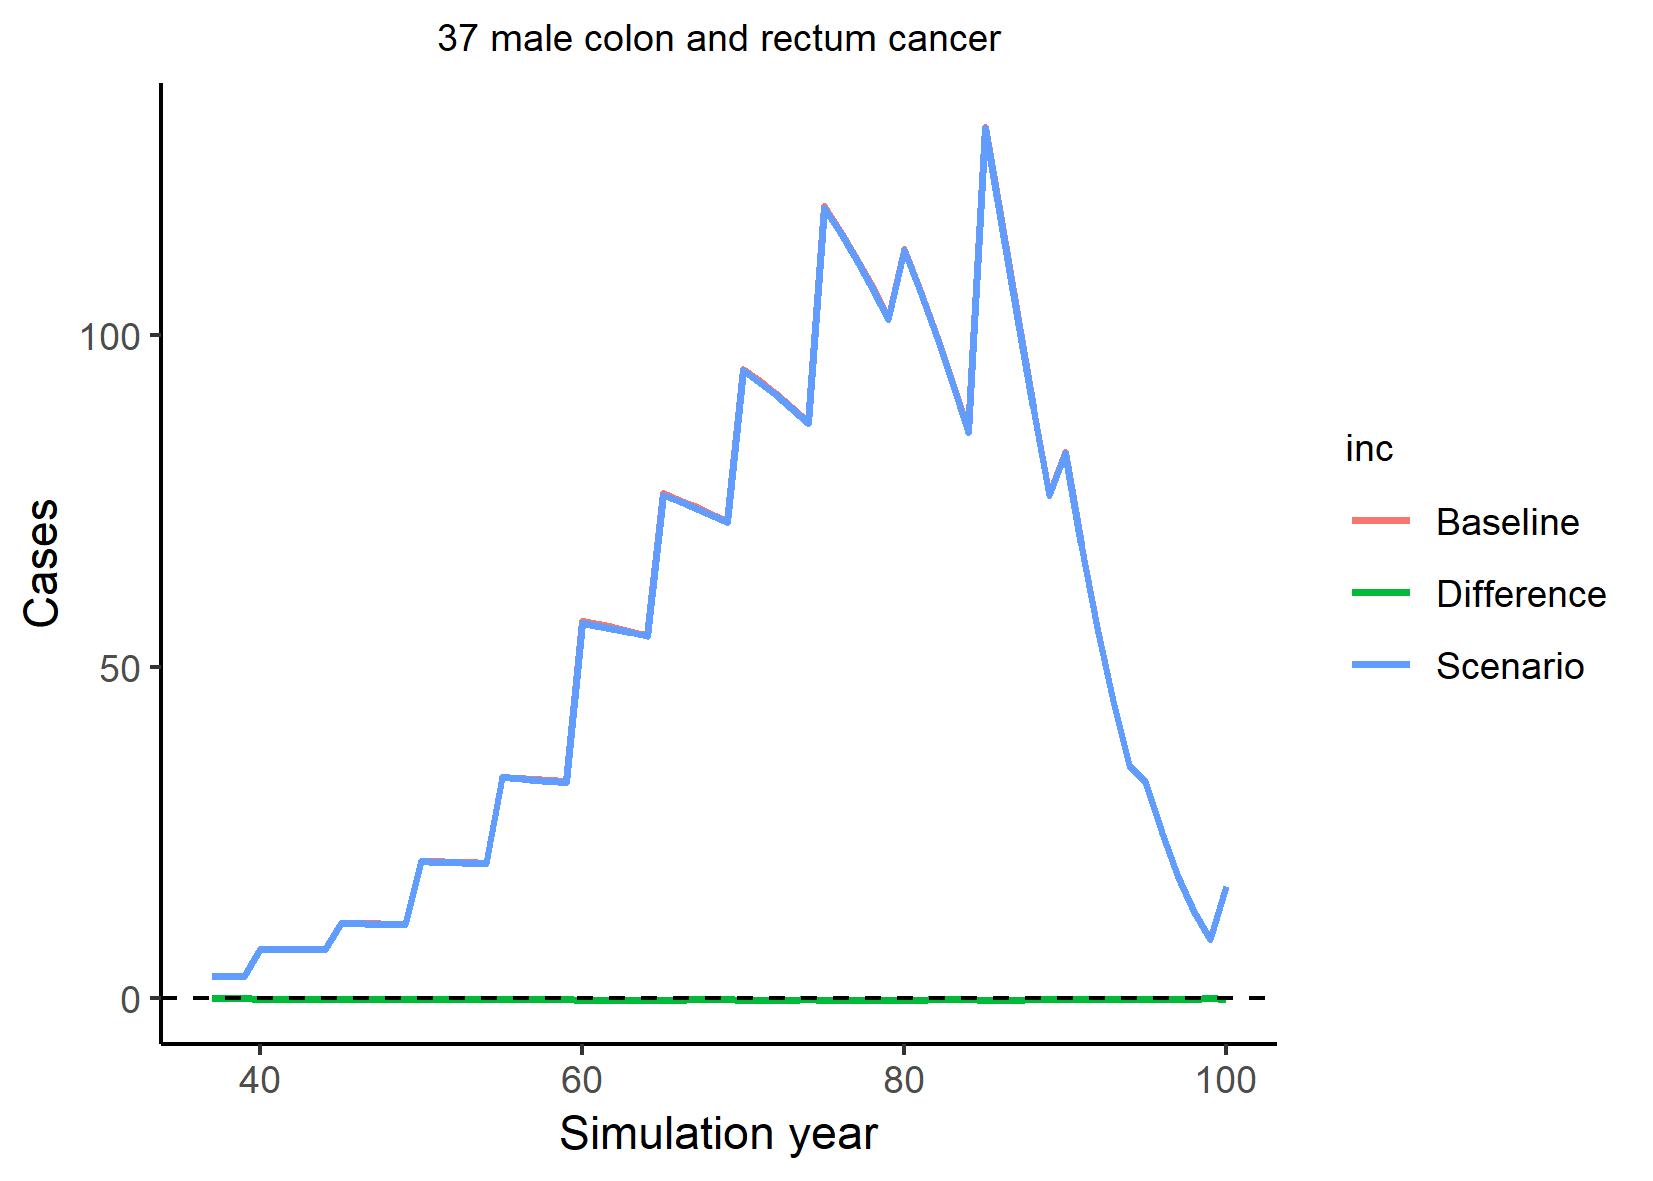 37 male colon and rectum cancer
Cases
100
50
0
40 60 80 100
Simulation year
inc
Baseline
Difference
Scenario